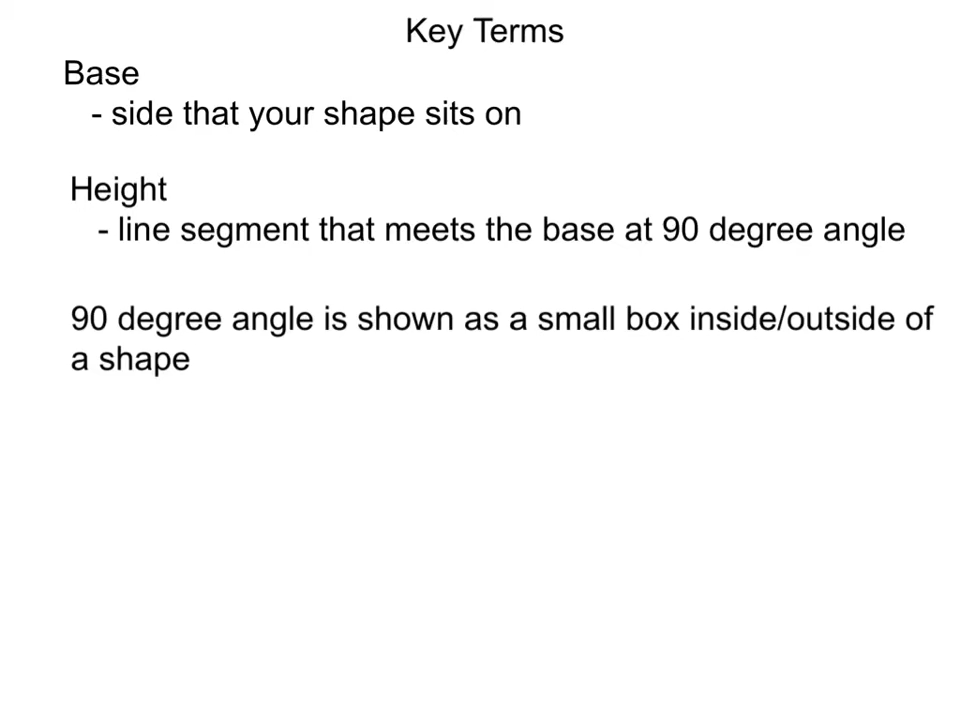 Key Terms
Base
- side that your shape sits on
Height
- line segment that meets the base at 90 degree angle
90 degree angle is shown as a small box inside/outside of
a shape